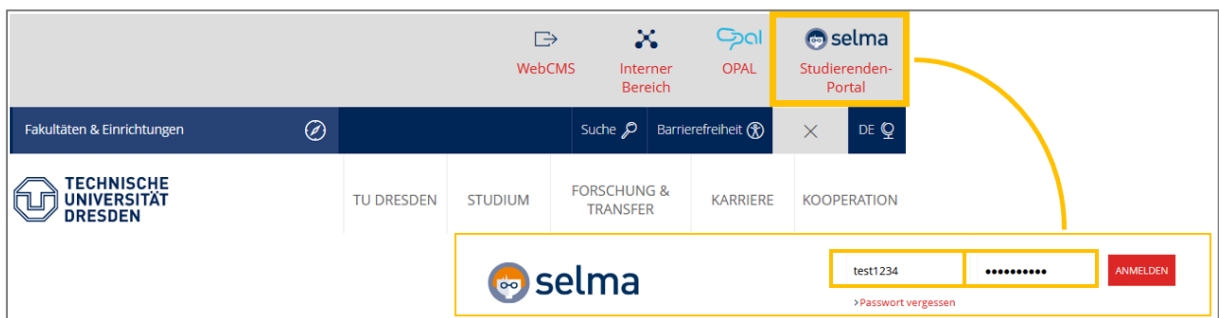 selma
WebCMS Interner Bereich OPAL Studierenden-Portal
Fakultäten & Einrichtungen Suche Barrierefreiheit DE
TECHNISCHE
UNIVERSITÄT
DRESDEN
TU DRESDEN STUDIUM FORSCHUNG & TRANSFER KARRIERE KOOPERATION
selma test1234 •••••••••• ANMELDEN
>Passwort vergessen